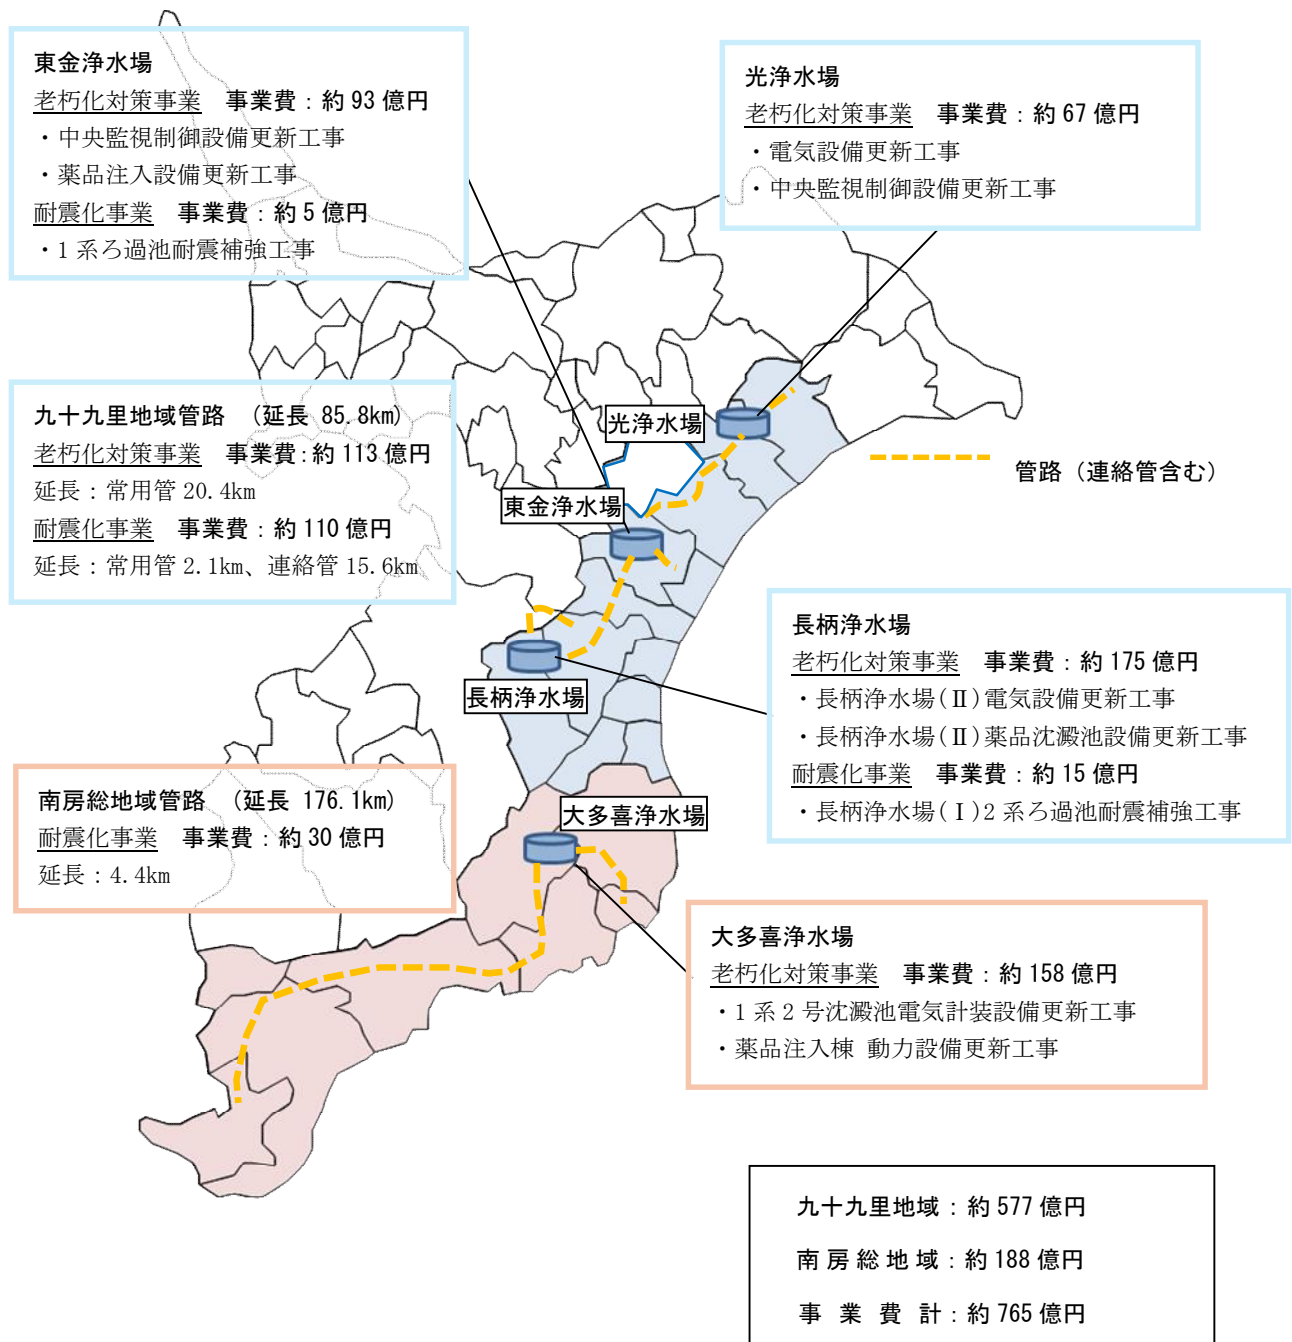 東金浄水場
老朽化対策事業　事業費：約 93 億円
・中央監視制御設備更新工事
・薬品注入設備更新工事
耐震化事業　事業費：約 5 億円
・1 系ろ過池耐震補強工事
光浄水場
老朽化対策事業　事業費：約 67 億円
・電気設備更新工事
・中央監視制御設備更新工事
九十九里地域管路　（延長 85.8km）
老朽化対策事業　事業費：約 113 億円
延長：常用管 20.4km
耐震化事業　事業費：約 110 億円
延長：常用管 2.1km、連絡管 15.6km
光浄水場
管路（連絡管含む）
東金浄水場
長柄浄水場
長柄浄水場
老朽化対策事業　事業費：約 175 億円
・長柄浄水場(Ⅱ)電気設備更新工事
・長柄浄水場(Ⅱ)薬品沈澱池設備更新工事
耐震化事業　事業費：約 15 億円
・長柄浄水場(Ⅰ)2 系ろ過池耐震補強工事
南房総地域管路　（延長 176.1km）
耐震化事業　事業費：約 30 億円
延長：4.4km
大多喜浄水場
大多喜浄水場
老朽化対策事業　事業費：約 158 億円
・1 系 2 号沈澱池電気計装設備更新工事
・薬品注入棟 動力設備更新工事
九十九里地域：約 577 億円
南房総地域：約 188 億円
事業費計：約 765 億円